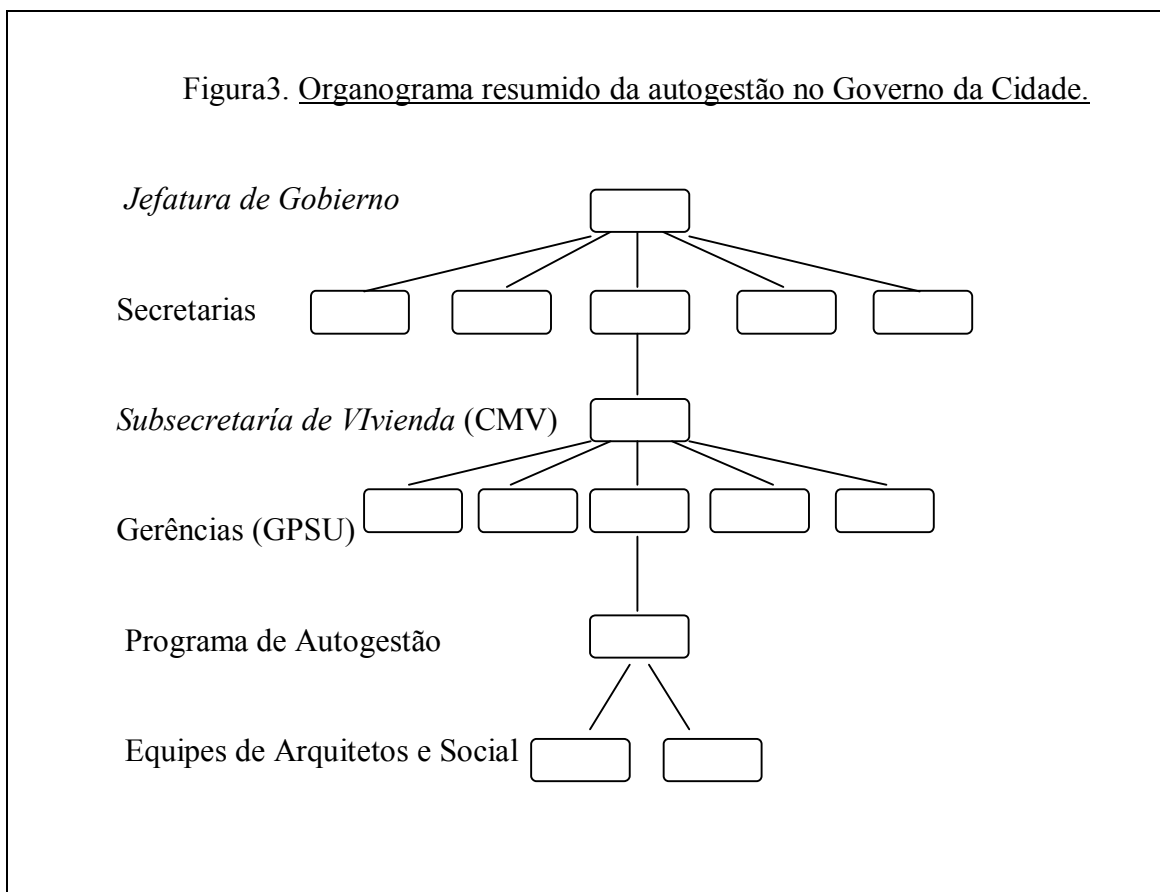 Figura3. Organograma resumido da autogestão no Governo da Cidade.
Jefatura de Gobierno
Secretarias
Subsecretaría de VIvienda (CMV)
Gerências (GPSU)
Programa de Autogestão
Equipes de Arquitetos e Social